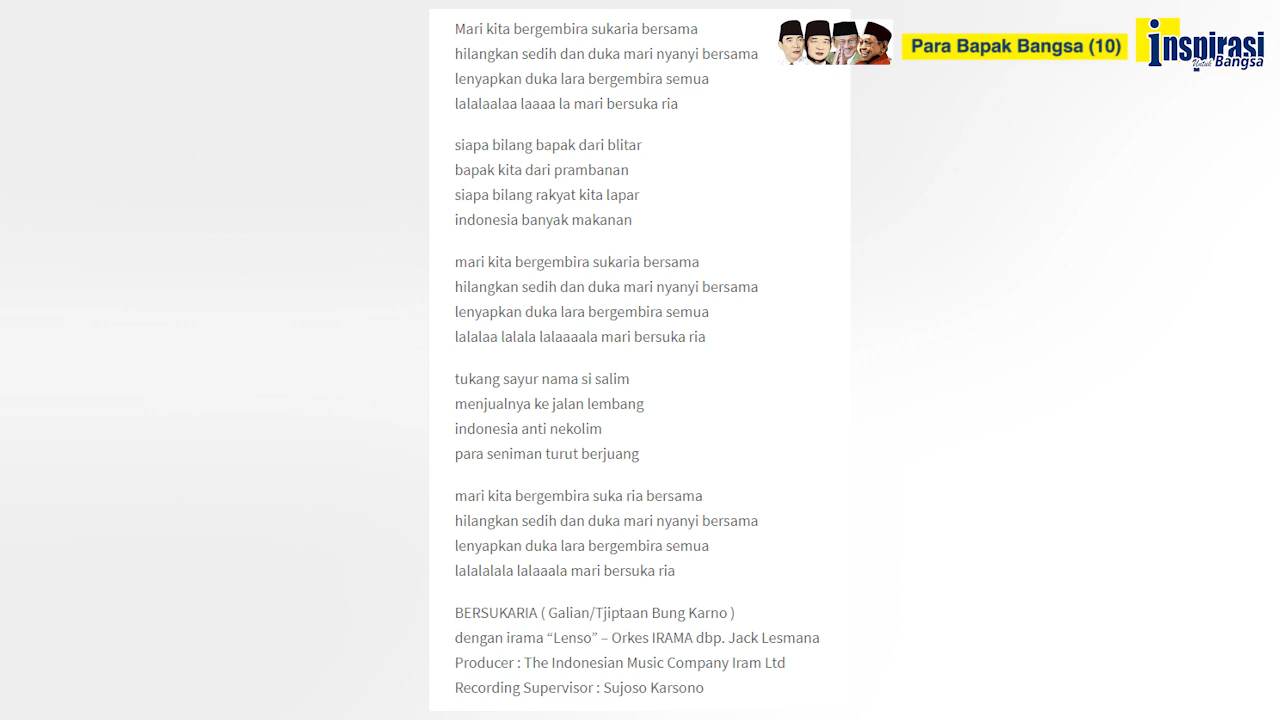 Mari kita bergembira sukaria bersama
hilangkan sedih dan duka mari nyanyi bersama
lenyapkan duka lara bergembira semua
lalalaalaa laaaa la mari bersuka ria
siapa bilang bapak dari blitar
bapak kita dari prambanan
siapa bilang rakyat kita lapar
indonesia banyak makanan
mari kita bergembira sukaria bersama
hilangkan sedih dan duka mari nyanyi bersama
lenyapkan duka lara bergembira semua
lalalaa lalala lalaaaala mari bersuka ria
tukang sayur nama si salim
menjualnya ke jalan lembang
indonesia anti nekolim
para seniman turut berjuang
mari kita bergembira suka ria bersama
hilangkan sedih dan duka mari nyanyi bersama
lenyapkan duka lara bergembira semua
lalalalala lalaaala mari bersuka ria
BERSUKARIA ( Galian/Tjiptaan Bung Karno )
dengan irama “Lenso” – Orkes IRAMA dbp. Jack Lesmana
Producer : The Indonesian Music Company Iram Ltd
Recording Supervisor : Sujoso Karsono
Para Bapak Bangsa (10)
inspirasi
Untuk Bangsa